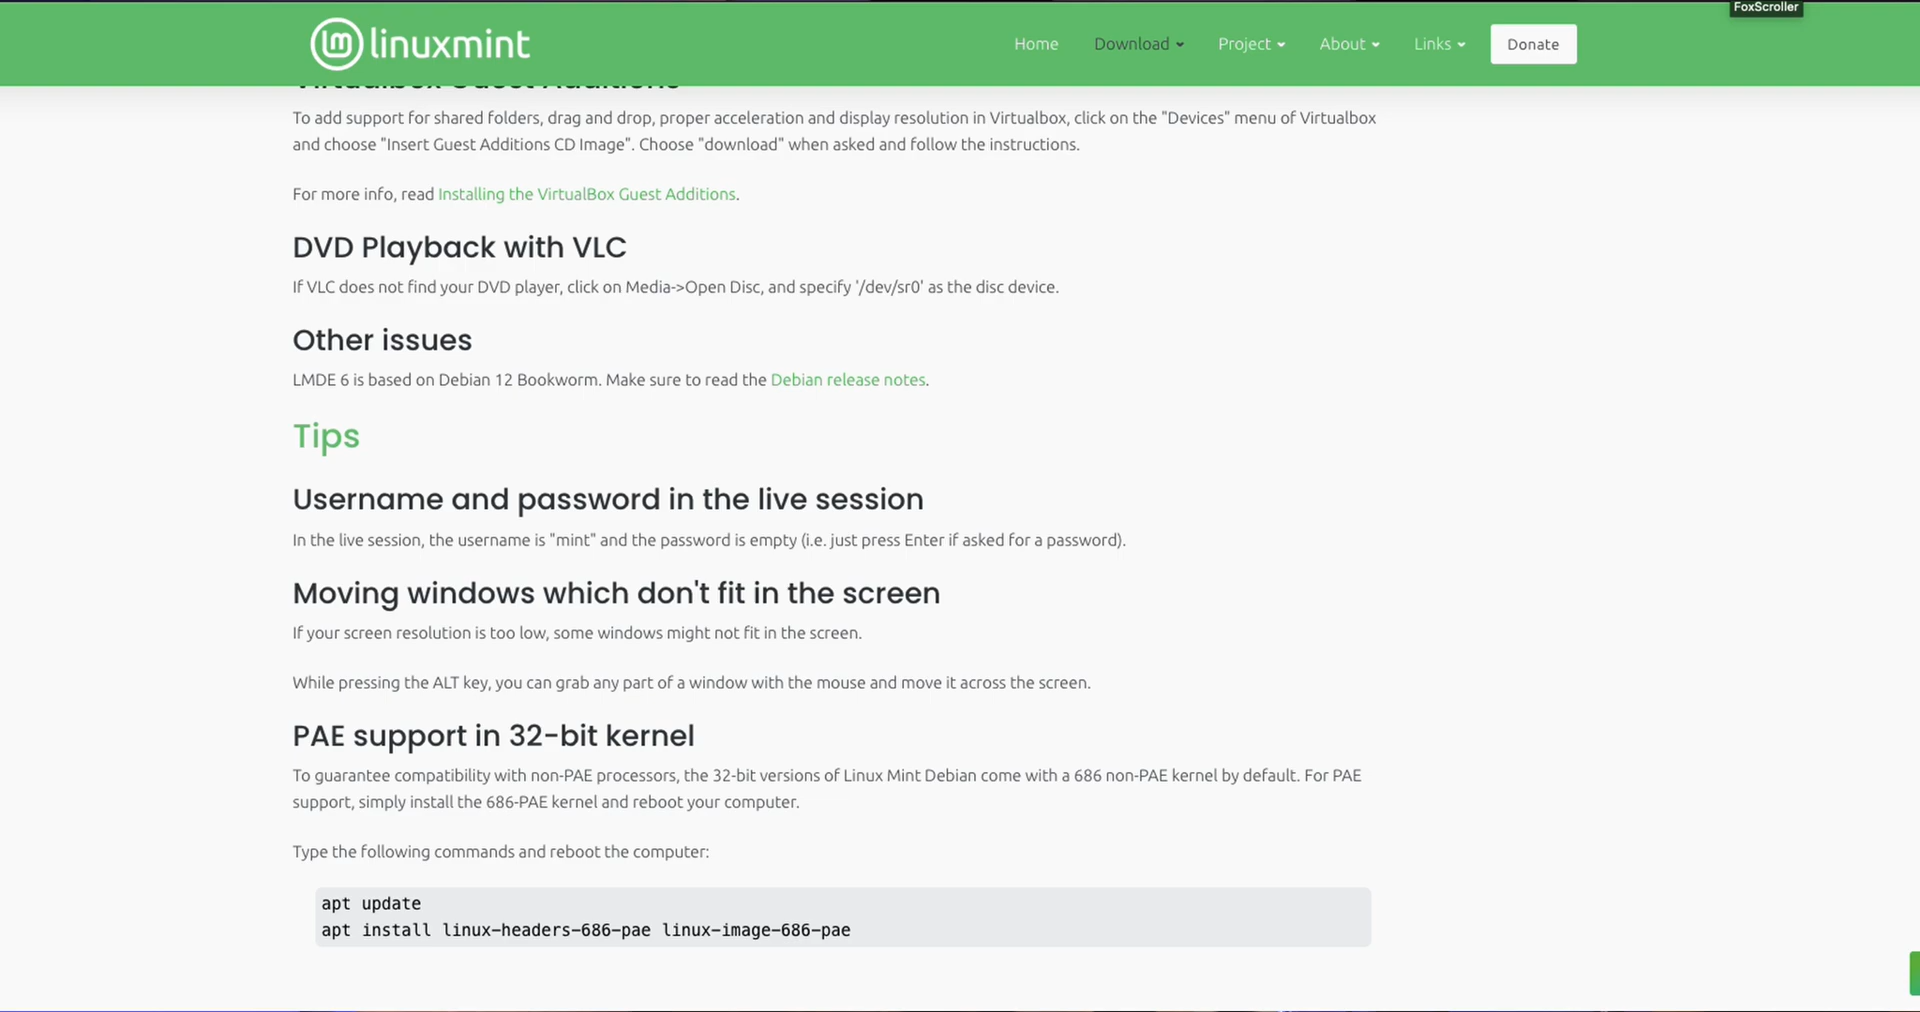 FoxScroller
linuxmint
Home Download Project About Links Donate
Virtualbox Guest Additions
To add support for shared folders, drag and drop, proper acceleration and display resolution in Virtualbox, click on the "Devices" menu of Virtualbox
and choose "Insert Guest Additions CD Image". Choose "download" when asked and follow the instructions.
For more info, read Installing the VirtualBox Guest Additions.
DVD Playback with VLC
If VLC does not find your DVD player, click on Media->Open Disc, and specify '/dev/sr0' as the disc device.
Other issues
LMDE 6 is based on Debian 12 Bookworm. Make sure to read the Debian release notes.
Tips
Username and password in the live session
In the live session, the username is "mint" and the password is empty (i.e. just press Enter if asked for a password).
Moving windows which don't fit in the screen
If your screen resolution is too low, some windows might not fit in the screen.
While pressing the ALT key, you can grab any part of a window with the mouse and move it across the screen.
PAE support in 32-bit kernel
To guarantee compatibility with non-PAE processors, the 32-bit versions of Linux Mint Debian come with a 686 non-PAE kernel by default. For PAE
support, simply install the 686-PAE kernel and reboot your computer.
Type the following commands and reboot the computer:
apt update
apt install linux-headers-686-pae linux-image-686-pae